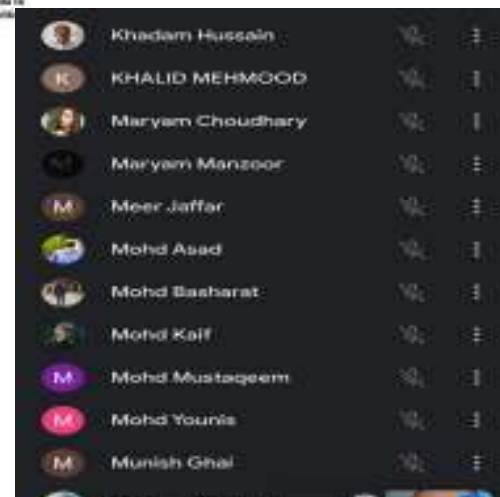 Khadam Hussain
K KHALID MEHMOOD
Maryam Choudhary
Maryam Manzoor
M Meer Jaffar
Mohd Asad
Mohd Basharat
Mohd Kaif
M Mohd Mustaqeem
M Mohd Younis
M Munish Ghai